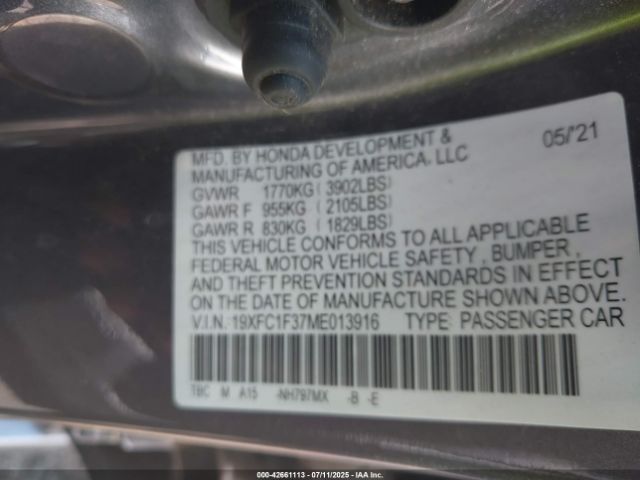 MFD. BY HONDA DEVELOPMENT & 05/'21
MANUFACTURING OF AMERICA, LLC
GVWR 1770KG ( 3902LBS)
GAWR F 955KG ( 2105LBS)
GAWR R 830KG ( 1829LBS)
THIS VEHICLE CONFORMS TO ALL APPLICABLE
FEDERAL MOTOR VEHICLE SAFETY, BUMPER,
AND THEFT PREVENTION STANDARDS IN EFFECT
ON THE DATE OF MANUFACTURE SHOWN ABOVE.
V.I.N.: 19XFC1F37ME013916 TYPE: PASSENGER CAR
TBC M A15 -NH797MX -B -E
000-42661113 - 07/11/2025 - IAAI